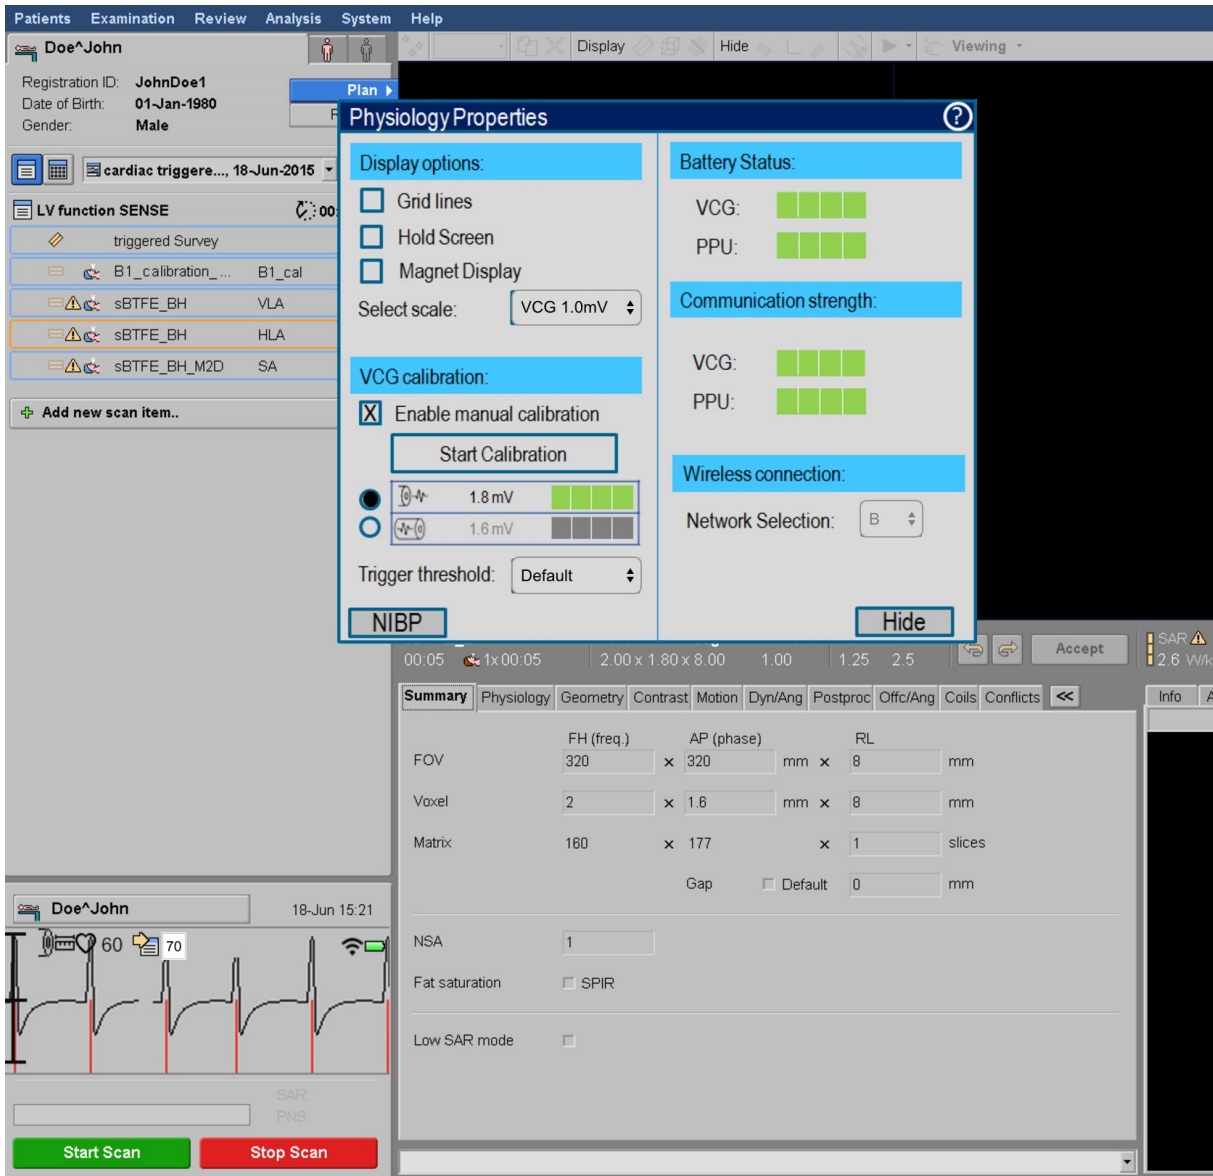 Patients Examination Review Analysis System Help
Doe^John
Display Hide Viewing
Registration ID: JohnDoe1
Date of Birth: 01-Jan-1980
Gender: Male
Plan
cardiac triggere..., 18-Jun-2015
LV function SENSE 00:
triggered Survey
B1_calibration_... B1_cal
sBTFE_BH VLA
sBTFE_BH HLA
sBTFE_BH_M2D SA
Add new scan item..
Physiology Properties ?
Display options:
Grid lines
Hold Screen
Magnet Display
Select scale: VCG 1.0mV
VCG calibration:
X Enable manual calibration
Start Calibration
1.8 mV
1.6 mV
Trigger threshold: Default
NIBP
Battery Status:
VCG:
PPU:
Communication strength:
VCG:
PPU:
Wireless connection:
Network Selection: B
Hide
00:05 1x00:05 2.00 x 1.80 x 8.00 1.00 1.25 2.5 Accept
SAR
2.6 W/k
Summary Physiology Geometry Contrast Motion Dyn/Ang Postproc Offc/Ang Coils Conflicts << Info A
FH (freq.) AP (phase) RL
FOV 320 x 320 mm x 8 mm
Voxel 2 x 1.6 mm x 8 mm
Matrix 160 x 177 x 1 slices
Gap Default 0 mm
NSA 1
Fat saturation SPIR
Low SAR mode
Doe^John 18-Jun 15:21
60 70
SAR:
PNS:
Start Scan Stop Scan